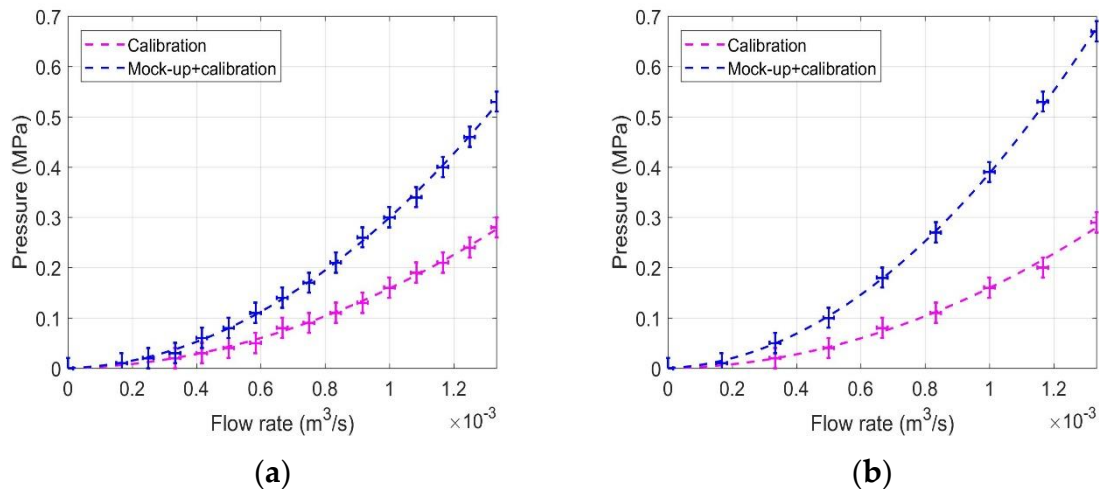 0.7
0.6
0.5
0.4
0.3
0.2
0.1
0
Pressure (MPa)
Calibration
Mock-up+calibration
0 0.2 0.4 0.6 0.8 1 1.2
×10⁻³
Flow rate (m³/s)
(a)
0.7
0.6
0.5
0.4
0.3
0.2
0.1
0
Pressure (MPa)
Calibration
Mock-up+calibration
0 0.2 0.4 0.6 0.8 1 1.2
×10⁻³
Flow rate (m³/s)
(b)